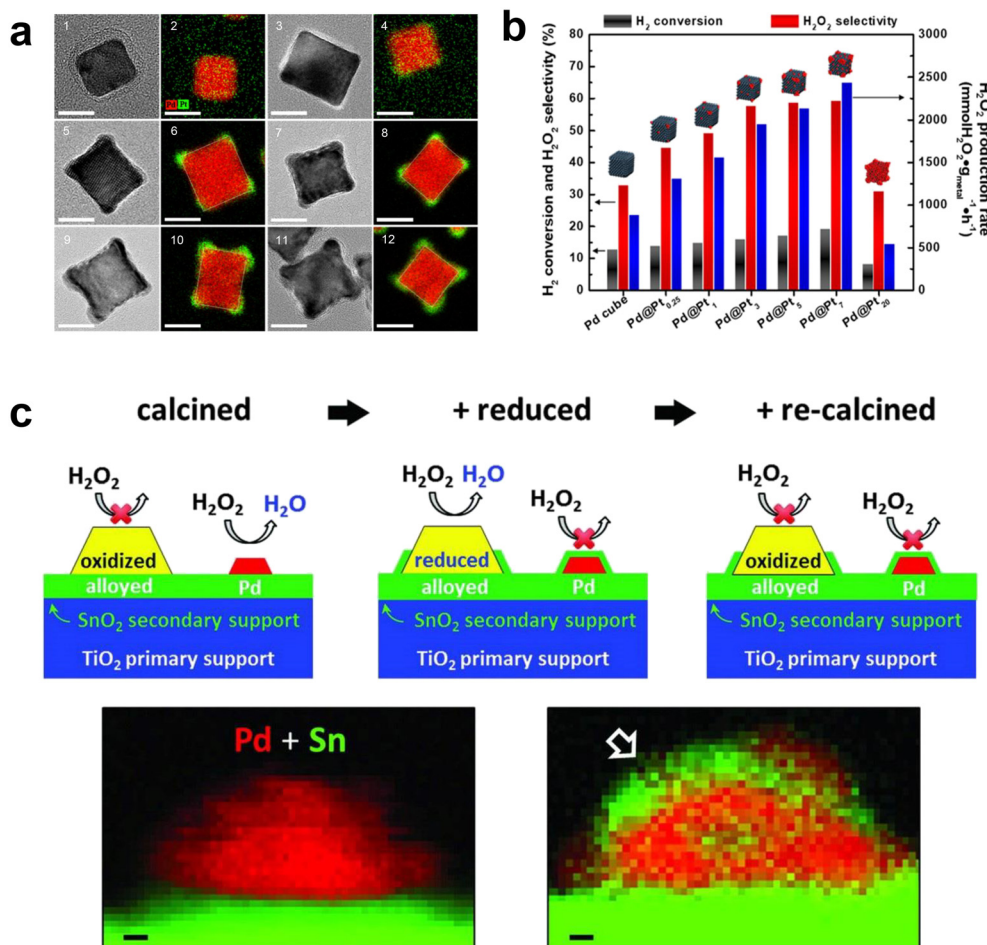 a
1
2
3
4
Pd Pt
5
6
7
8
9
10
11
12
b
H₂ conversion
H₂O₂ selectivity
H₂ conversion and H₂O₂ selectivity (%)
80
70
60
50
40
30
20
10
0
3000
2500
2000
1500
1000
500
0
H₂O₂ production rate
(mmolH₂O₂•g_metal⁻¹•h⁻¹)
Pd cube
Pd@Pt₀.₂₅
Pd@Pt₁
Pd@Pt₃
Pd@Pt₅
Pd@Pt₇
Pd@Pt₂₀
c
calcined
+ reduced
+ re-calcined
H₂O₂
H₂O₂
H₂O
oxidized
alloyed
Pd
SnO₂ secondary support
TiO₂ primary support
H₂O₂
H₂O
H₂O₂
reduced
alloyed
Pd
SnO₂ secondary support
TiO₂ primary support
H₂O₂
H₂O₂
oxidized
alloyed
Pd
SnO₂ secondary support
TiO₂ primary support
Pd + Sn